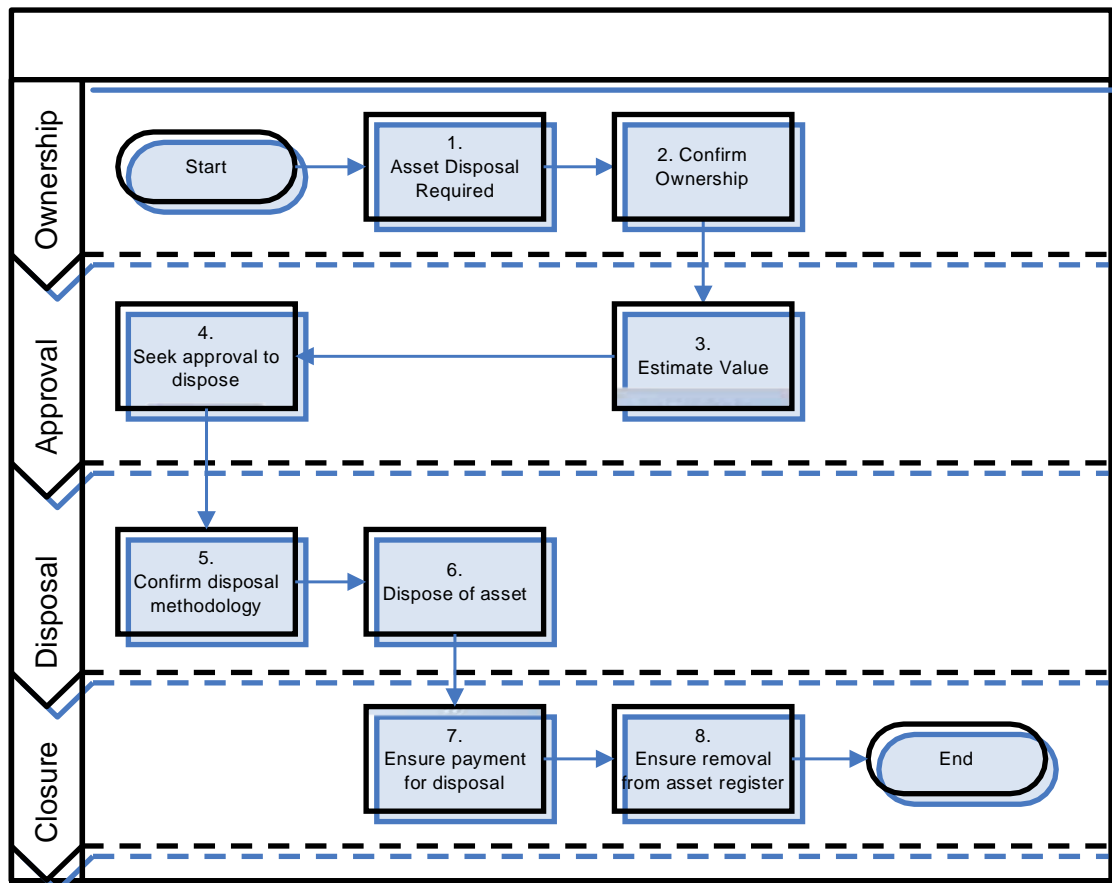 Ownership
Start
1.
Asset Disposal
Required
2. Confirm
Ownership
Approval
4.
Seek approval to
dispose
3.
Estimate Value
Disposal
5.
Confirm disposal
methodology
6.
Dispose of asset
Closure
7.
Ensure payment
for disposal
8.
Ensure removal
from asset register
End